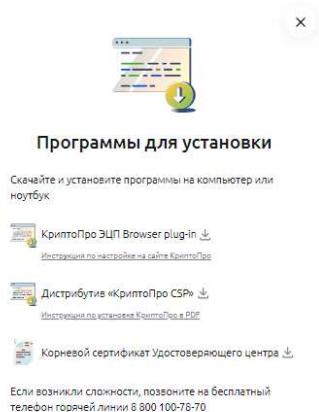 Программы для установки
Скачайте и установите программы на компьютер или
ноутбук
КриптоПро ЭЦП Browser plug-in
Инструкция по настройке на сайте КриптоПро
Дистрибутив «КриптоПро CSP»
Инструкция по установке КриптоПро в PDF
Корневой сертификат Удостоверяющего центра
Если возникли сложности, позвоните на бесплатный
телефон горячей линии 8 800 100-78-70